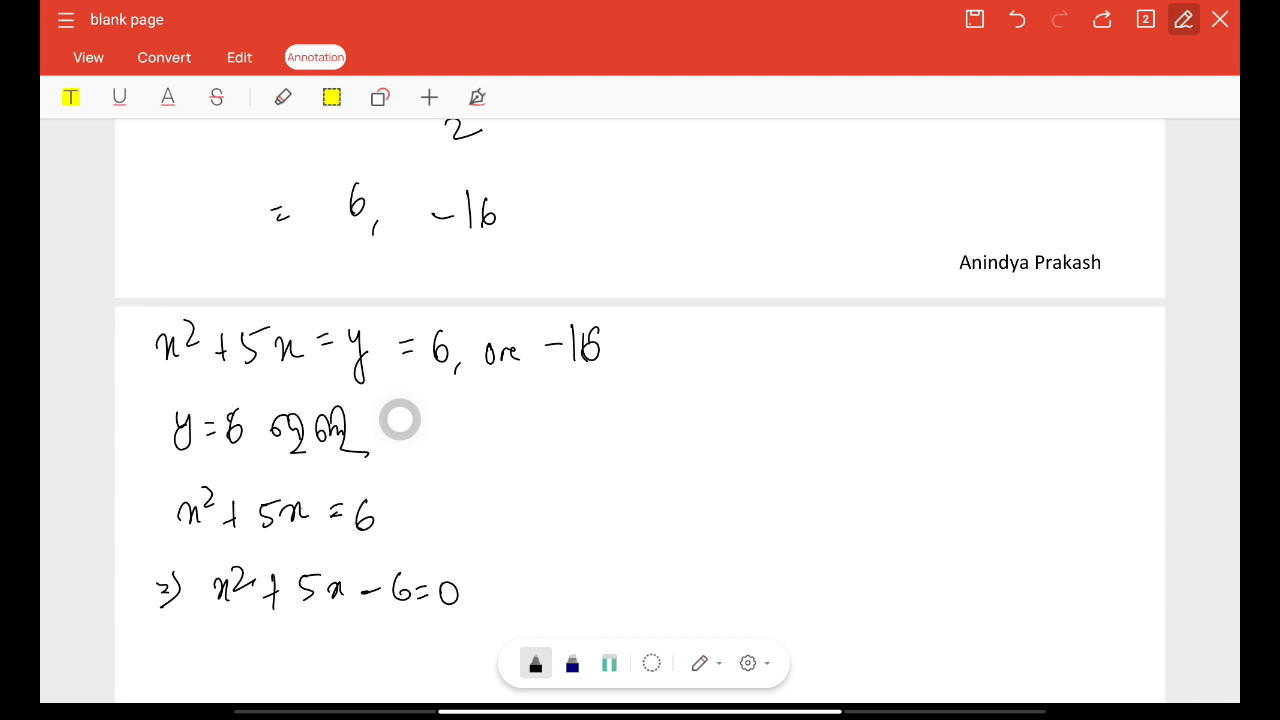 blank page
2
View Convert Edit Annotation
T U A S
2
= 6, -16
Anindya Prakash
x² + 5x = y = 6, or -16
y = 6
x² + 5x = 6
⇒) x² + 5x - 6 = 0